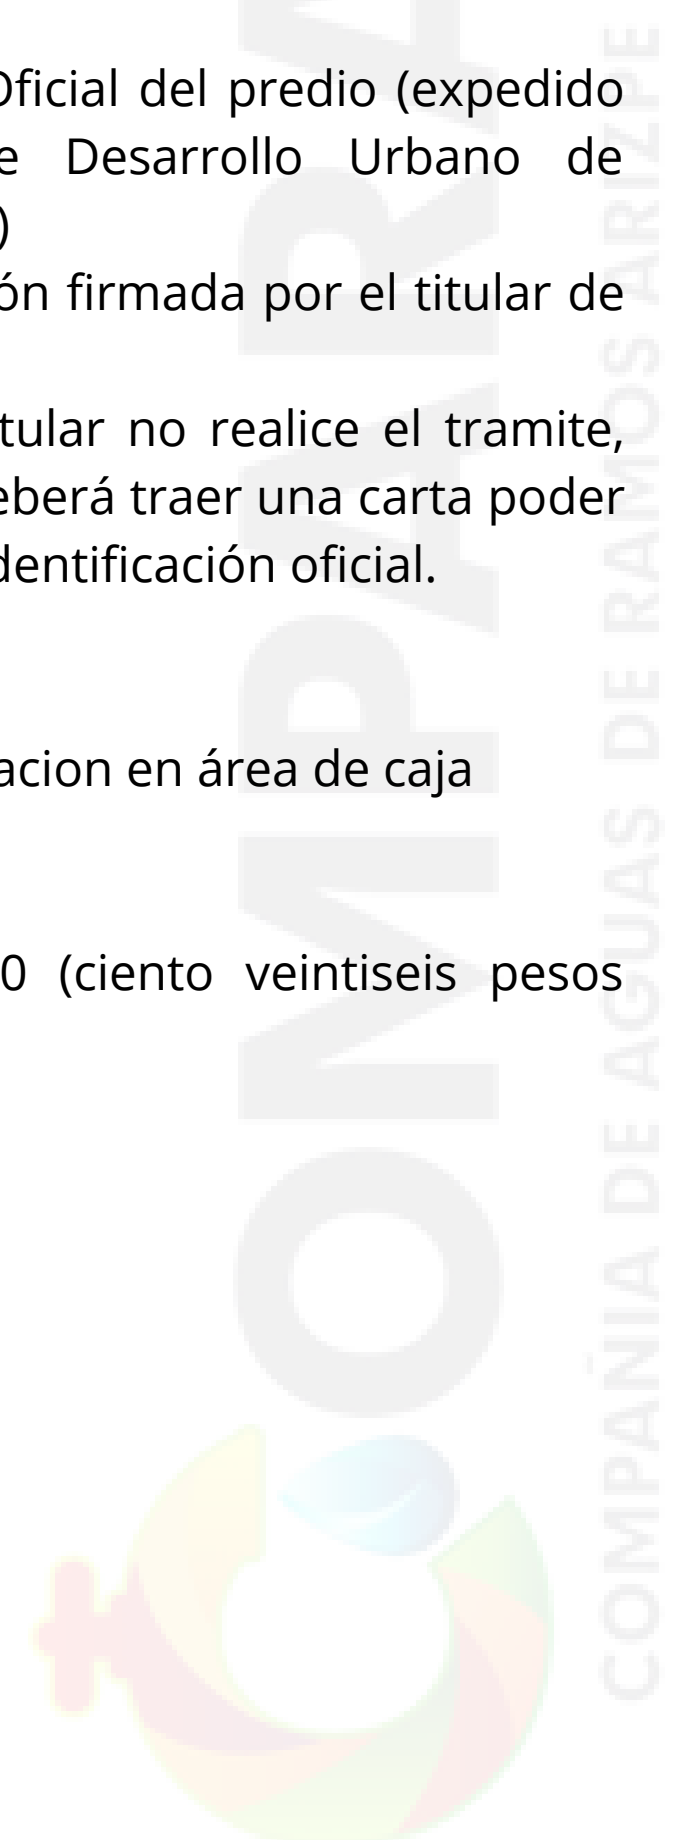 Oficial del predio (expedido
e Desarrollo Urbano de
)
ón firmada por el titular de
tular no realice el tramite,
eberá traer una carta poder
dentificación oficial.
acion en área de caja
0 (ciento veintiseis pesos
COMPARA
COMPAÑIA DE AGUAS DE RAMOS ARIZPE